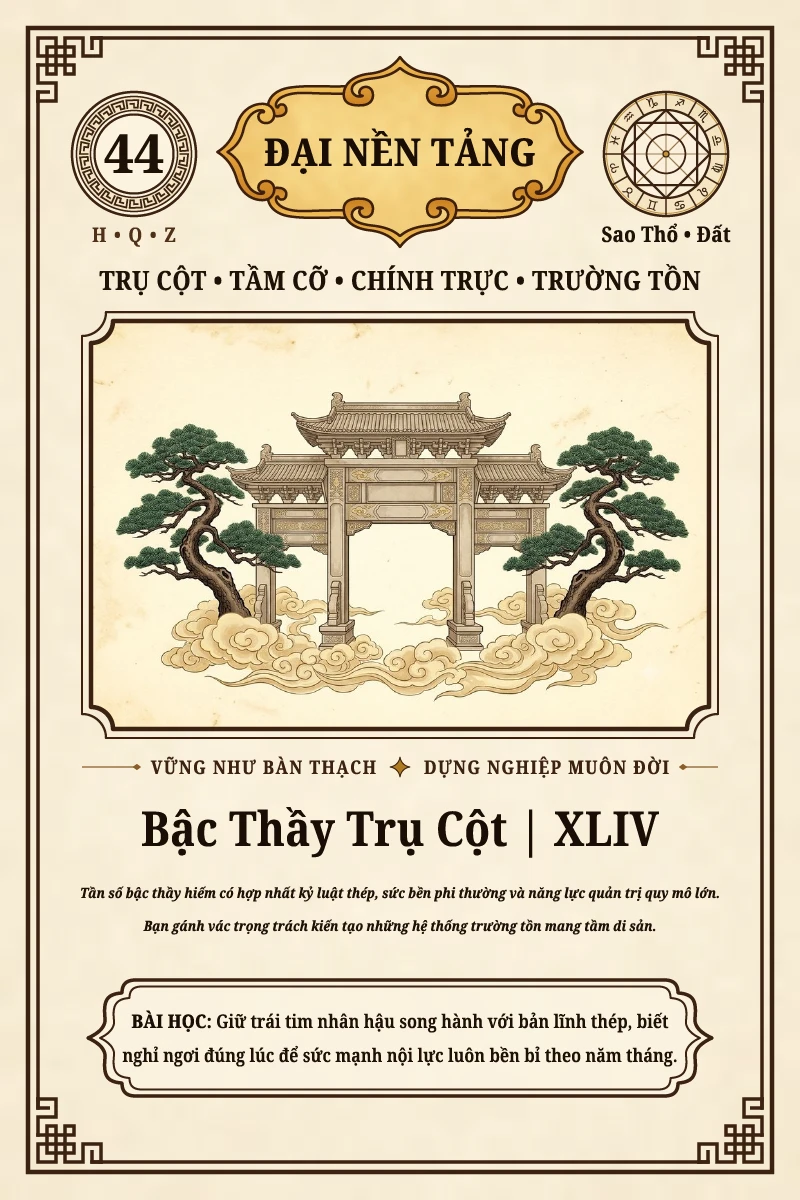 44
ĐẠI NỀN TẢNG
H • Q • Z
Sao Thổ • Đất
TRỤ CỘT • TẦM CỠ • CHÍNH TRỰC • TRƯỜNG TỒN
VỮNG NHƯ BÀN THẠCH ✦ DỰNG NGHIỆP MUÔN ĐỜI
Bậc Thầy Trụ Cột | XLIV
Tần số bậc thầy hiếm có hợp nhất kỷ luật thép, sức bền phi thường và năng lực quản trị quy mô lớn.
Bạn gánh vác trọng trách kiến tạo những hệ thống trường tồn mang tầm di sản.
BÀI HỌC: Giữ trái tim nhân hậu song hành với bản lĩnh thép, biết
nghỉ ngơi đúng lúc để sức mạnh nội lực luôn bền bỉ theo năm tháng.